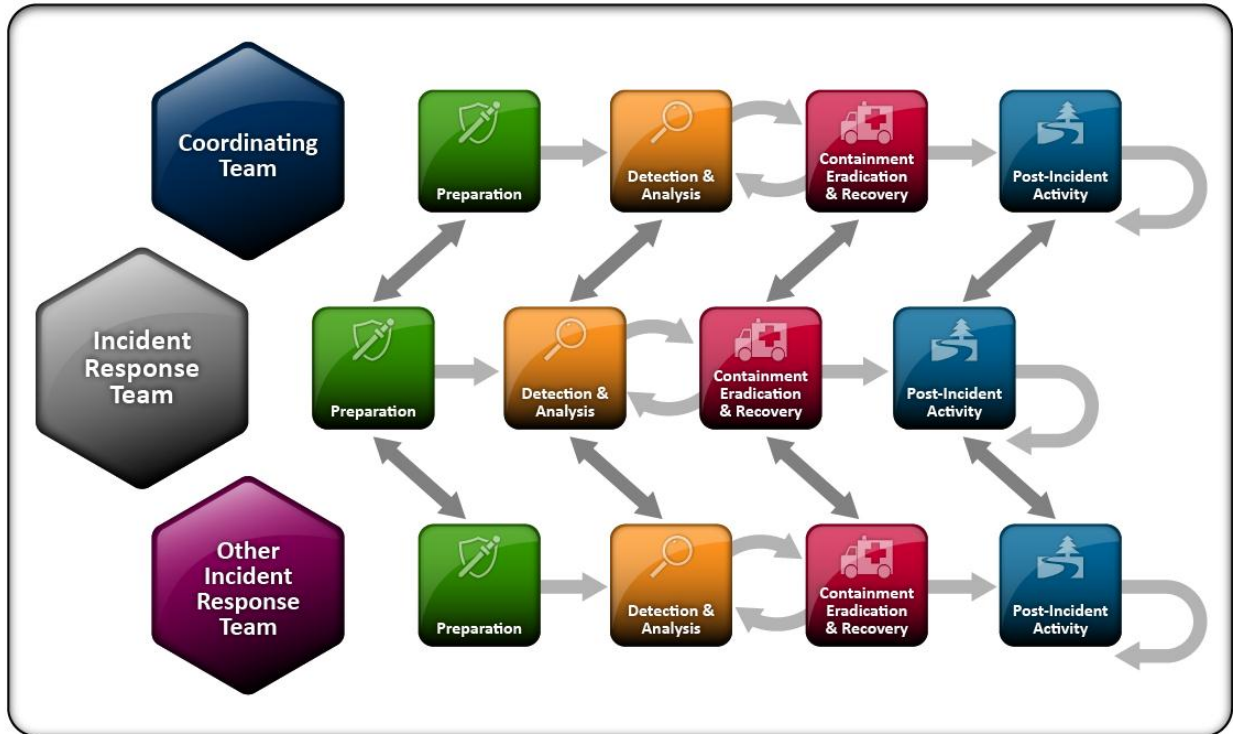 Coordinating
Team
Preparation
Detection &
Analysis
Containment
Eradication
& Recovery
Post-Incident
Activity
Incident
Response
Team
Preparation
Detection &
Analysis
Containment
Eradication
& Recovery
Post-Incident
Activity
Other
Incident
Response
Team
Preparation
Detection &
Analysis
Containment
Eradication
& Recovery
Post-Incident
Activity